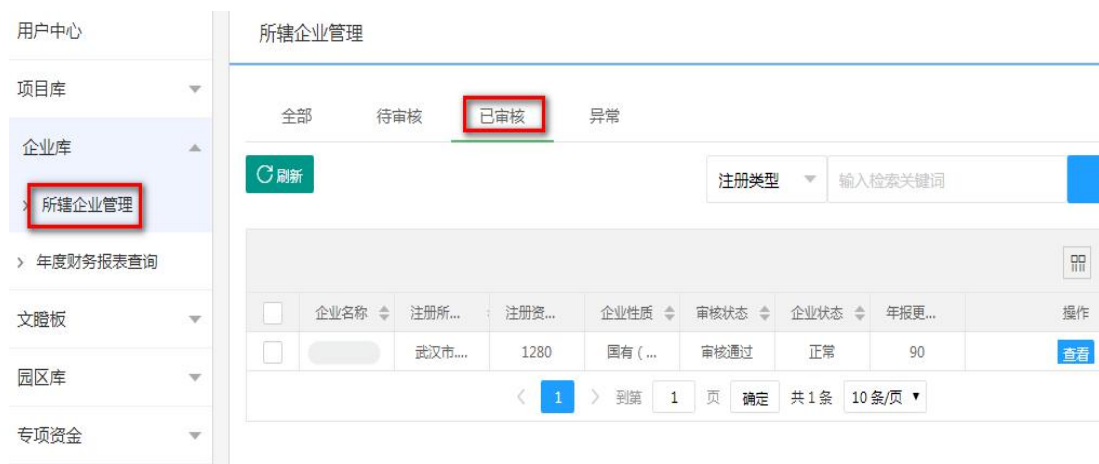 用户中心
项目库
企业库
> 所辖企业管理
> 年度财务报表查询
文瞪板
园区库
专项资金
所辖企业管理
全部 待审核 已审核 异常
刷新 注册类型 输入检索关键词
企业名称 注册所... 注册资... 企业性质 审核状态 企业状态 年报更... 操作
武汉市.... 1280 国有 (... 审核通过 正常 90 查看
< 1 > 到第 1 页 确定 共1条 10条/页